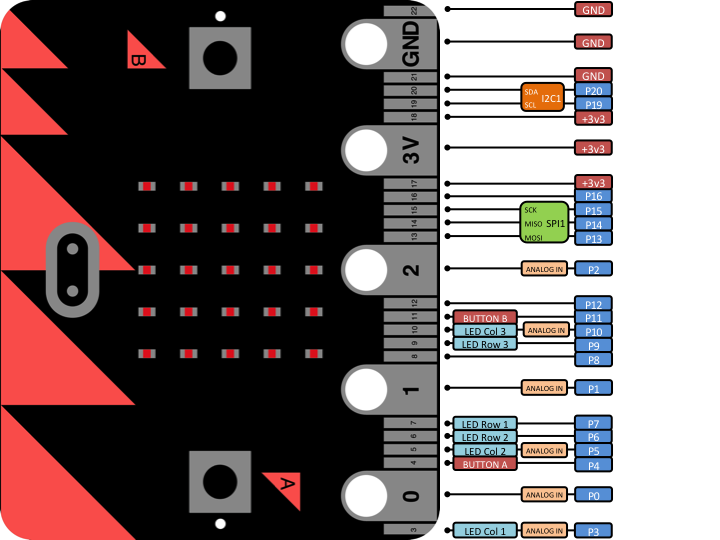 22 GND
GND GND
21 GND
20 SDA I2C1 P20
19 SCL P19
18 +3v3
3V +3v3
17 +3v3
16 P16
15 SCK SPI1 P15
14 MISO P14
13 MOSI P13
2 ANALOG IN P2
12 P12
11 BUTTON B P11
10 LED Col 3 ANALOG IN P10
9 LED Row 3 P9
8 P8
1 ANALOG IN P1
7 LED Row 1 P7
6 LED Row 2 P6
5 LED Col 2 ANALOG IN P5
4 BUTTON A P4
0 ANALOG IN P0
3 LED Col 1 ANALOG IN P3
B
A